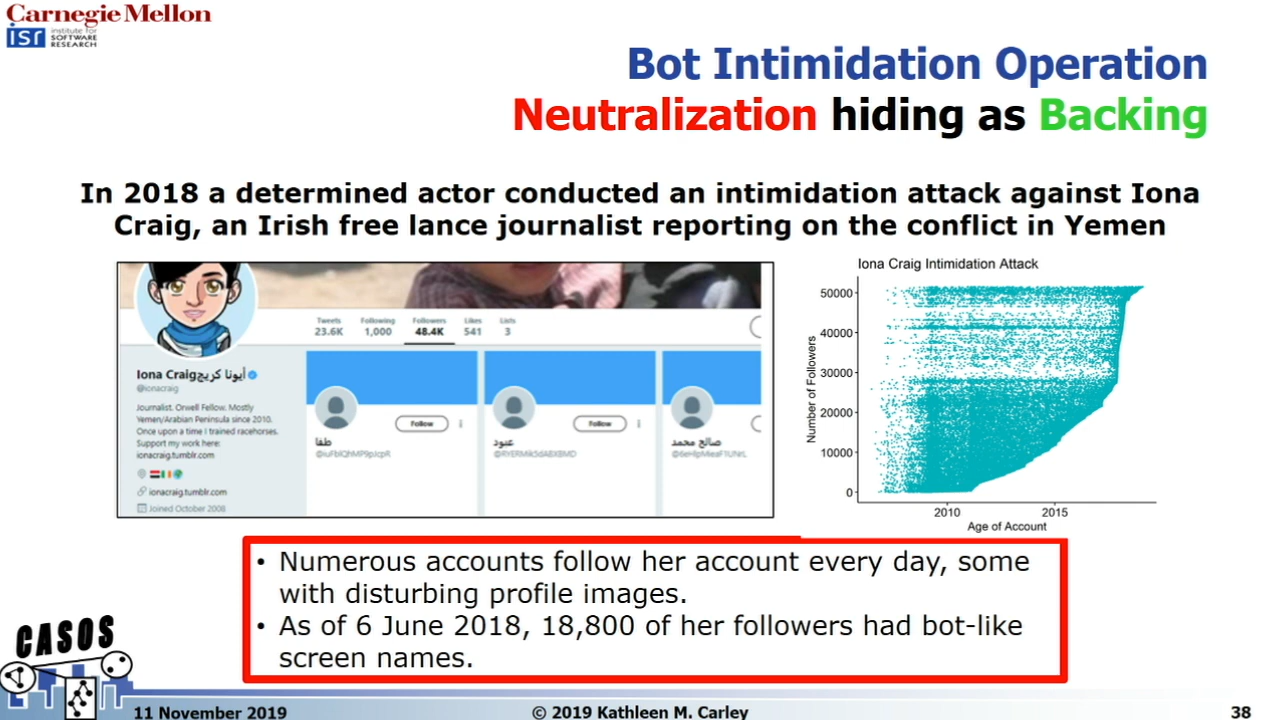 Carnegie Mellon
isr institute for
SOFTWARE
RESEARCH
Bot Intimidation Operation
Neutralization hiding as Backing
In 2018 a determined actor conducted an intimidation attack against Iona
Craig, an Irish free lance journalist reporting on the conflict in Yemen
Tweets Following Followers Likes Lists
23.6K 1,000 48.4K 541 3
Iona Craigأيونا كريج
@ionacraig
Journalist. Orwell Fellow. Mostly
Yemen/Arabian Peninsula since 2010.
Once upon a time I trained racehorses.
Support my work here:
ionacraig.tumblr.com
ionacraig.tumblr.com
Joined October 2008
Follow Follow
طفا عبود صالح محمد
Iona Craig Intimidation Attack
Number of Followers
50000
40000
30000
20000
10000
0
2010 2015
Age of Account
• Numerous accounts follow her account every day, some
with disturbing profile images.
• As of 6 June 2018, 18,800 of her followers had bot-like
screen names.
CASOS
11 November 2019 © 2019 Kathleen M. Carley 38